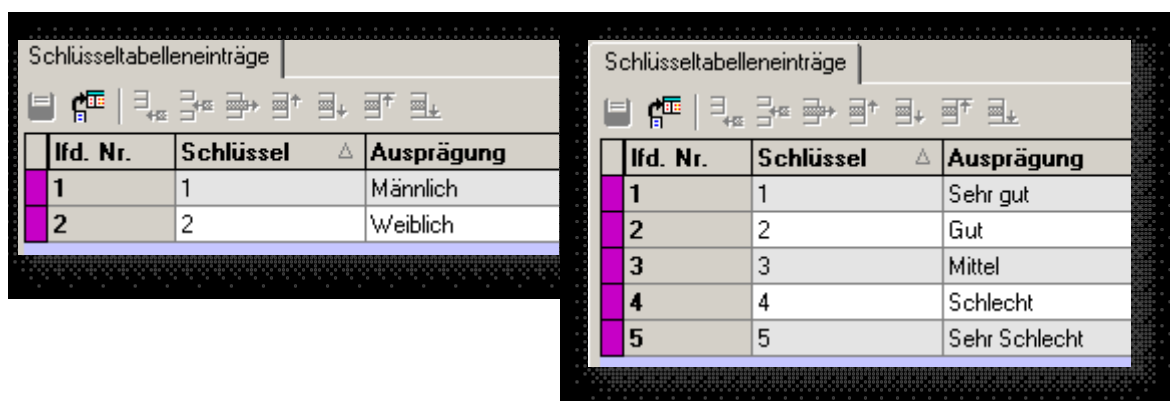 Schlüsseltabelleneinträge
lfd. Nr. Schlüssel Ausprägung
1 1 Männlich
2 2 Weiblich
Schlüsseltabelleneinträge
lfd. Nr. Schlüssel Ausprägung
1 1 Sehr gut
2 2 Gut
3 3 Mittel
4 4 Schlecht
5 5 Sehr Schlecht